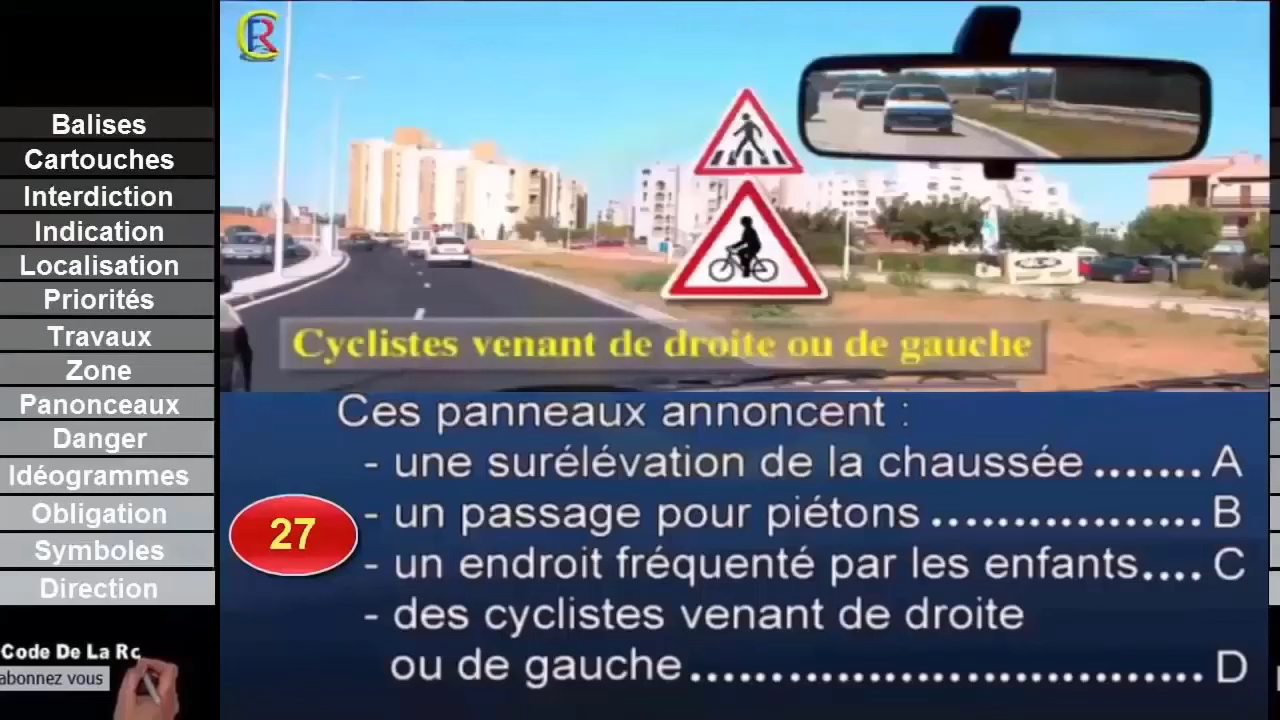 Balises
Cartouches
Interdiction
Indication
Localisation
Priorités
Travaux
Zone
Panonceaux
Danger
Idéogrammes
Obligation
Symboles
Direction
Code De La Rc
abonnez vous
CR
Cyclistes venant de droite ou de gauche
Ces panneaux annoncent :
- une surélévation de la chaussée ....... A
- un passage pour piétons .................. B
- un endroit fréquenté par les enfants.... C
- des cyclistes venant de droite
ou de gauche................................. D
27